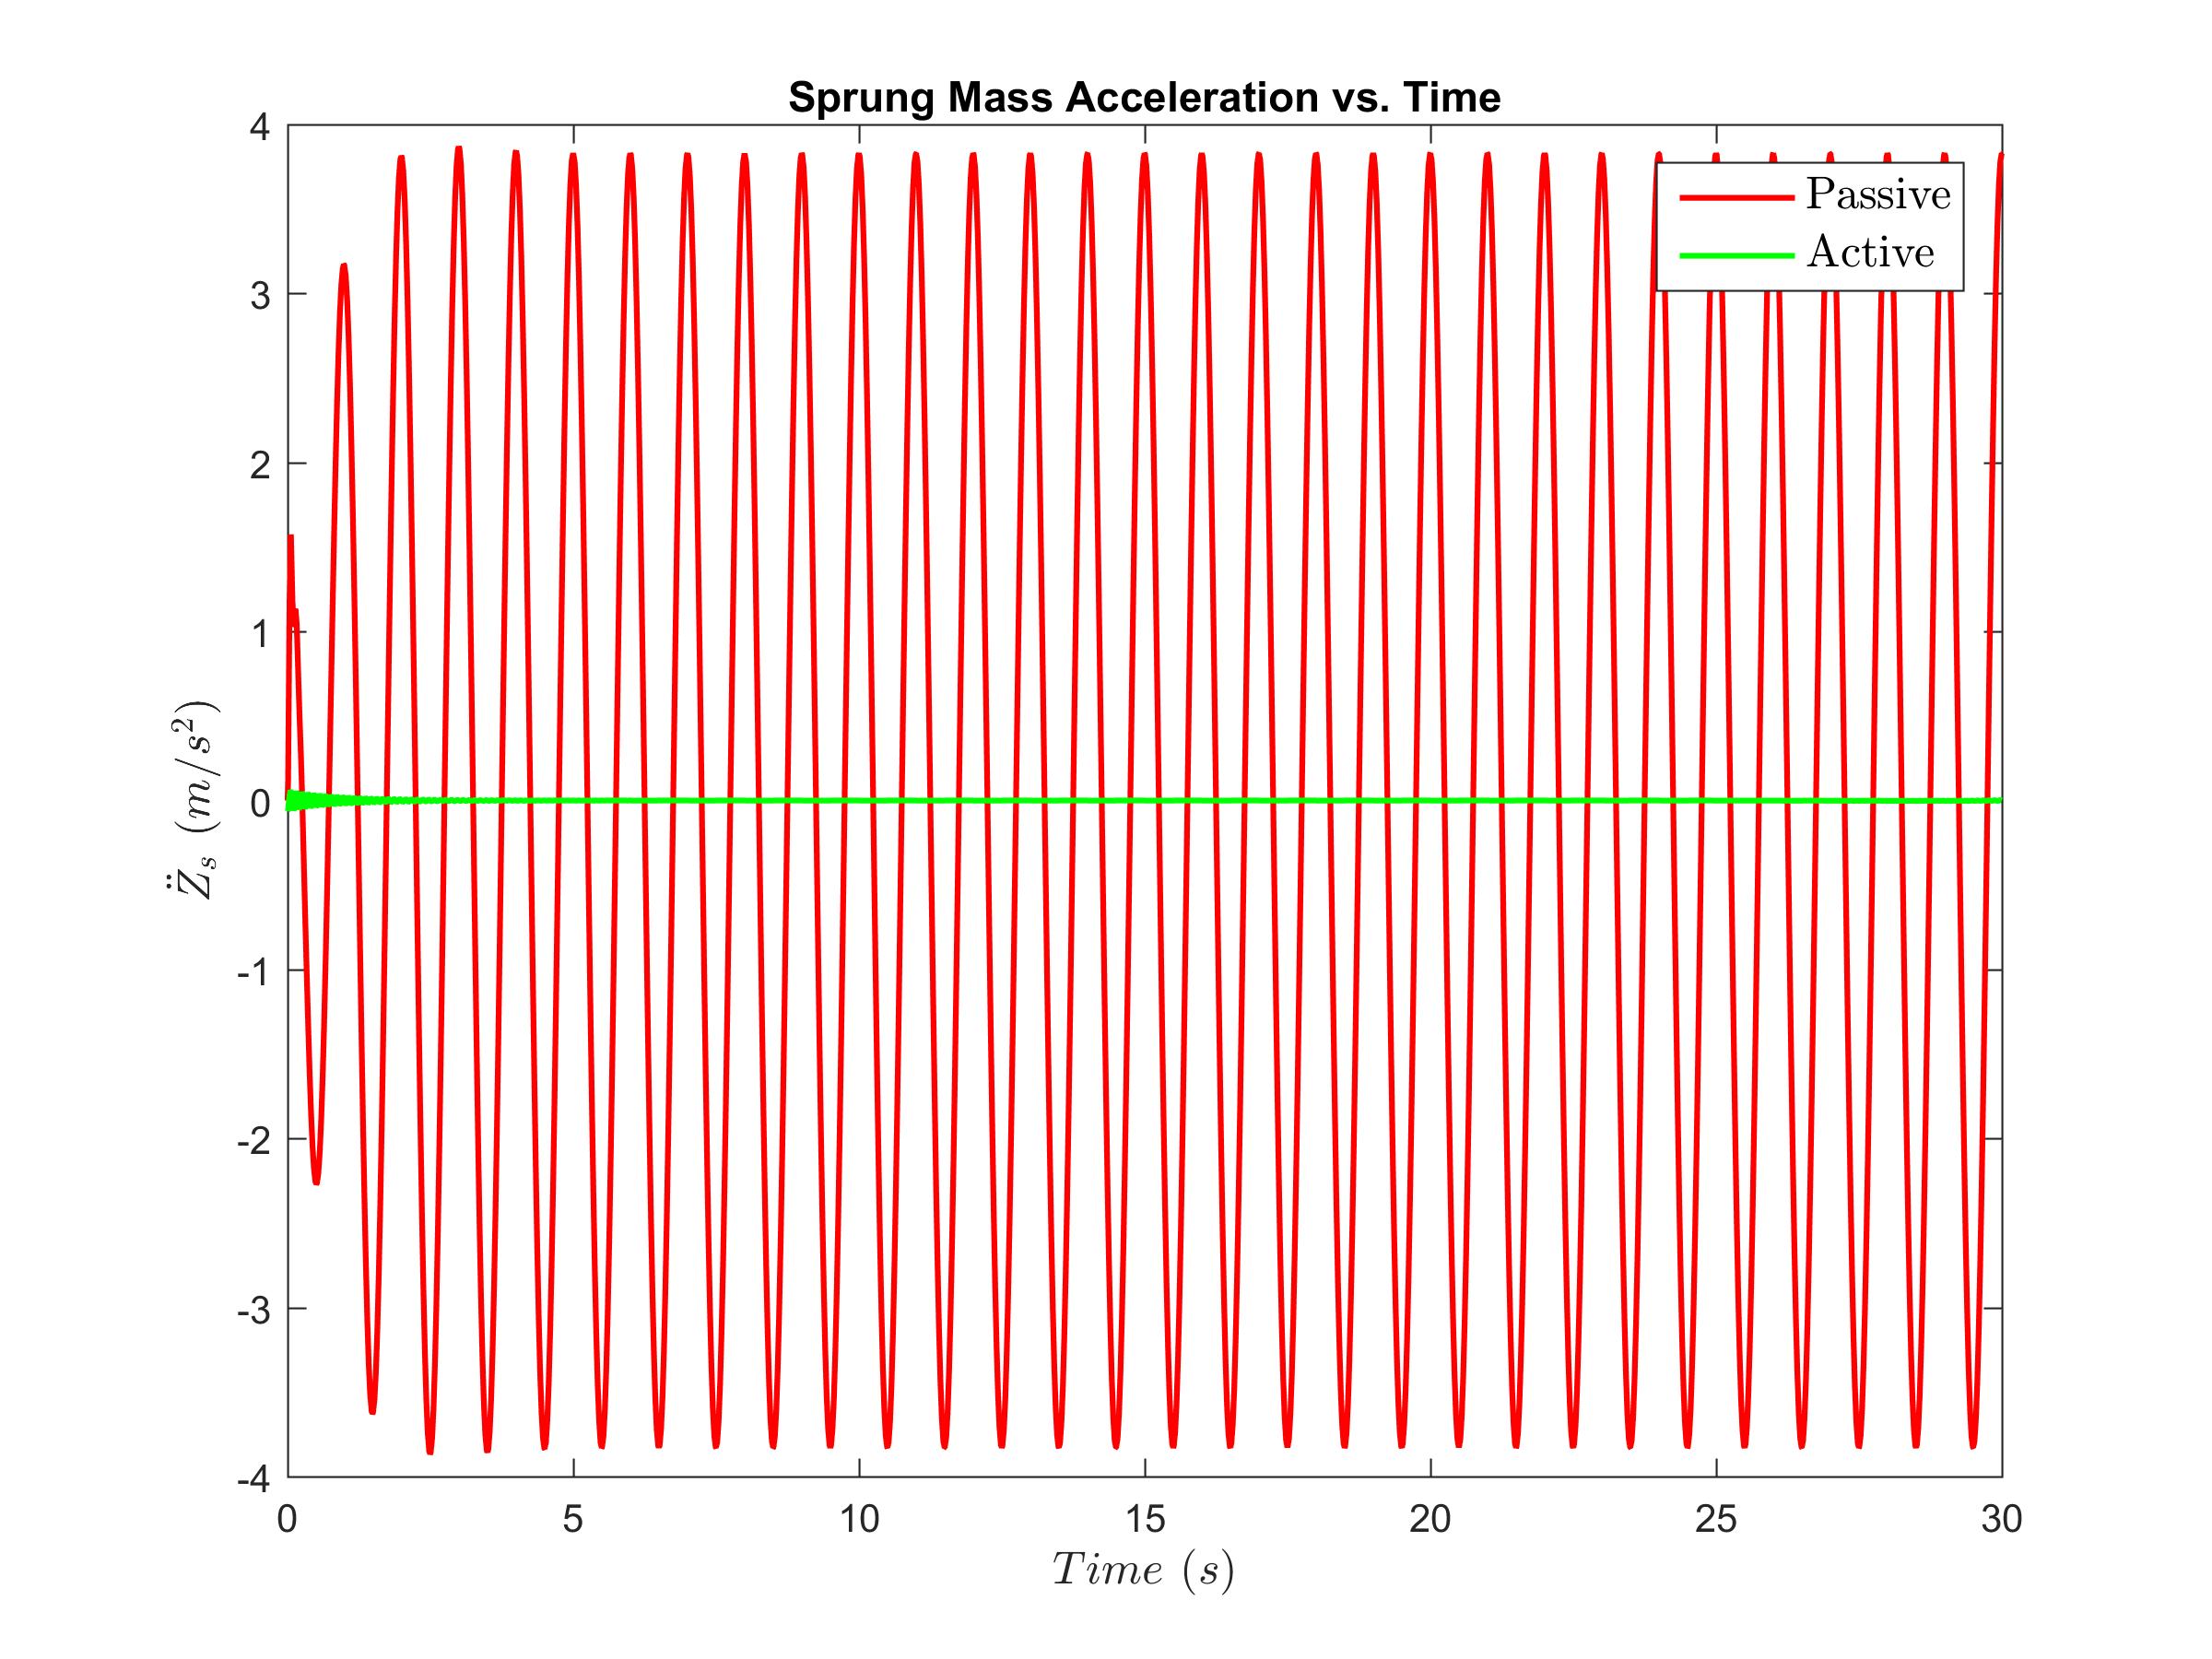 Sprung Mass Acceleration vs. Time
Passive
Active
4
3
2
1
0
-1
-2
-3
-4
Z̈ₛ (m/s²)
0 5 10 15 20 25 30
Time (s)